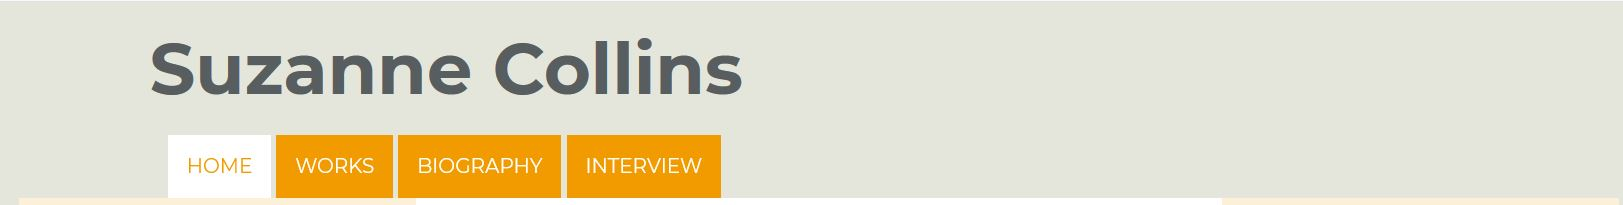 Suzanne Collins
HOME WORKS BIOGRAPHY INTERVIEW